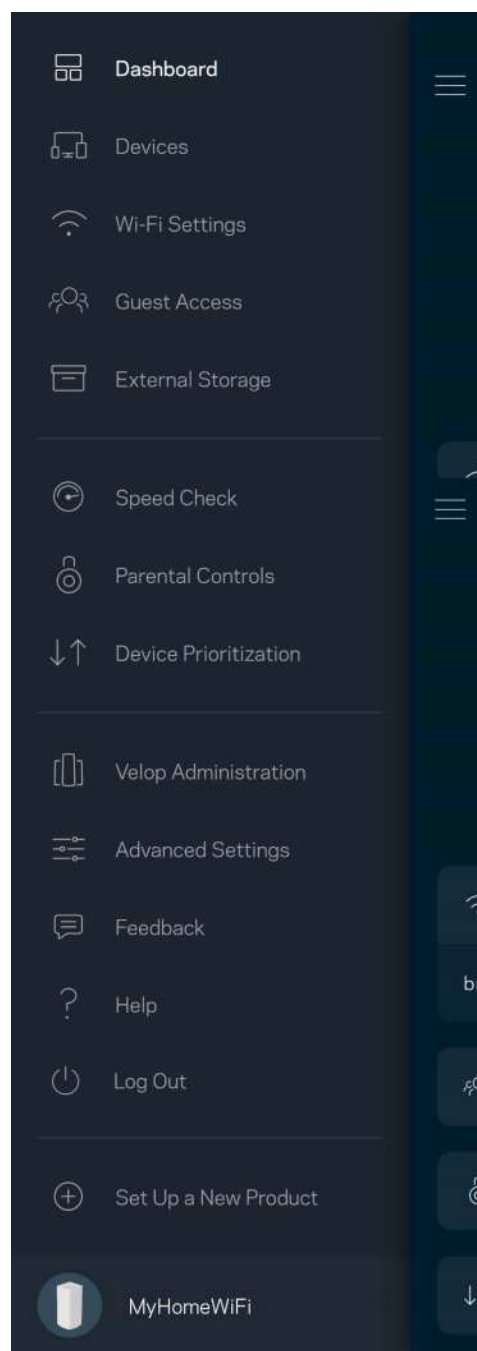 Dashboard
Devices
Wi-Fi Settings
Guest Access
External Storage
Speed Check
Parental Controls
Device Prioritization
Velop Administration
Advanced Settings
Feedback
Help
Log Out
Set Up a New Product
MyHomeWiFi